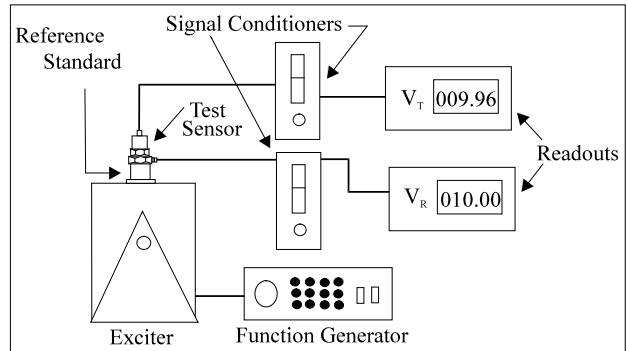 Signal Conditioners
Reference
Standard
Test
Sensor
V_T 009.96
Readouts
V_R 010.00
Exciter
Function Generator